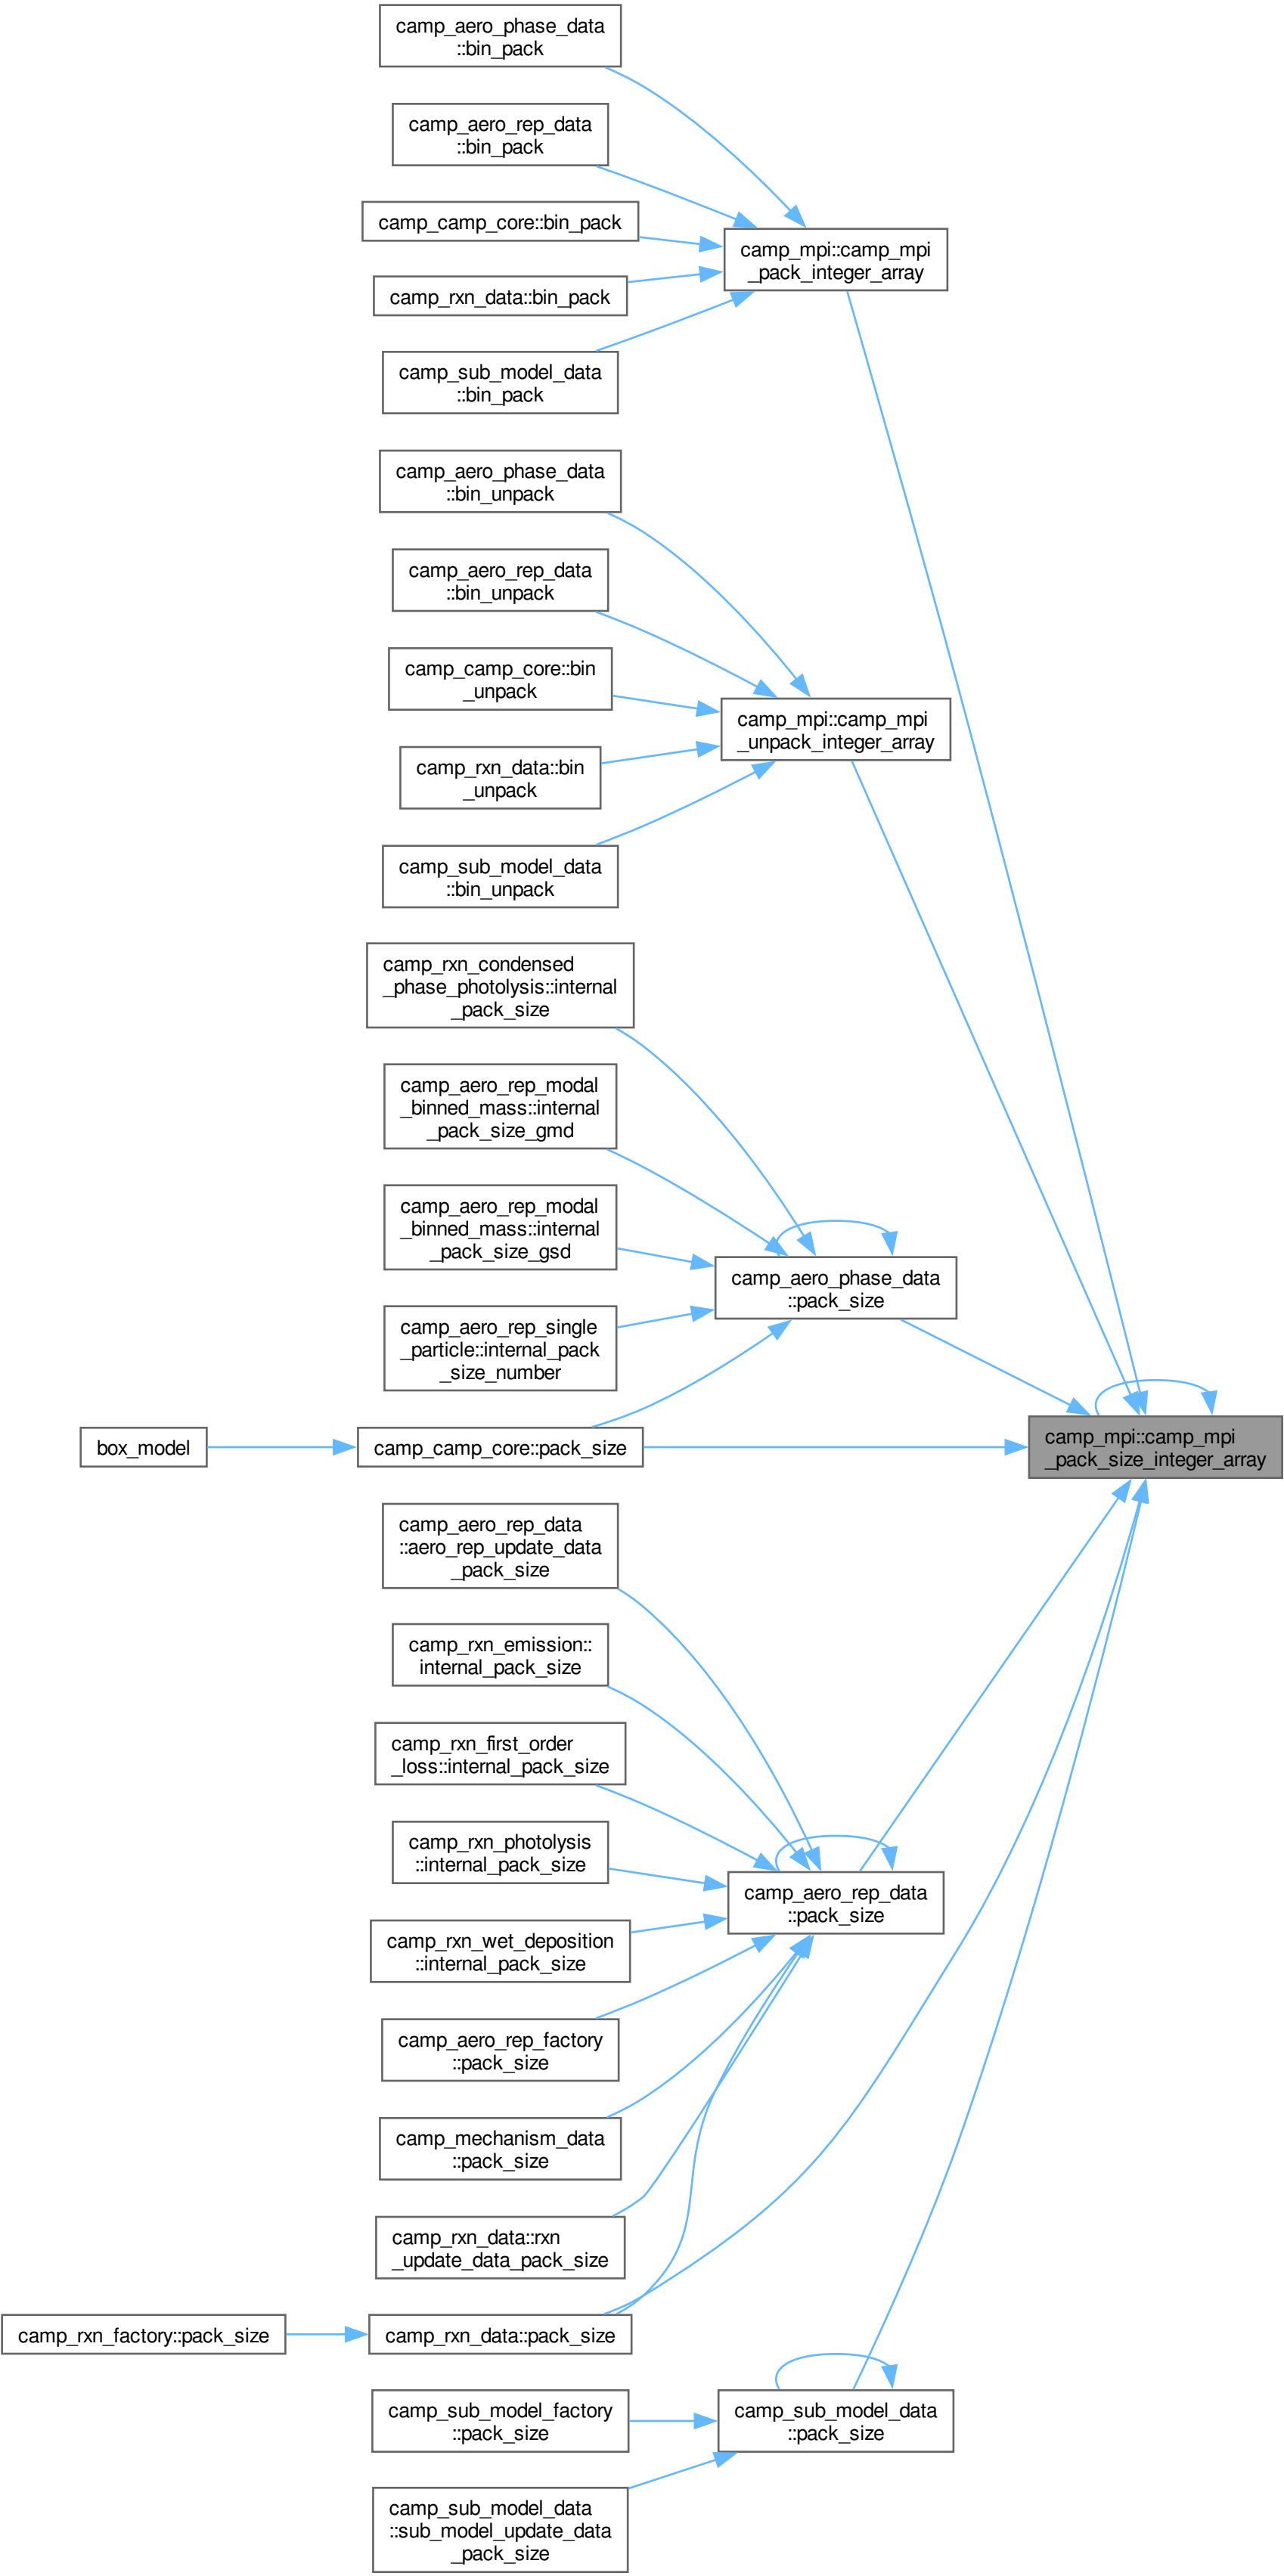 camp_aero_phase_data
::bin_pack
camp_aero_rep_data
::bin_pack
camp_camp_core::bin_pack
camp_mpi::camp_mpi
_pack_integer_array
camp_rxn_data::bin_pack
camp_sub_model_data
::bin_pack
camp_aero_phase_data
::bin_unpack
camp_aero_rep_data
::bin_unpack
camp_camp_core::bin
_unpack
camp_mpi::camp_mpi
_unpack_integer_array
camp_rxn_data::bin
_unpack
camp_sub_model_data
::bin_unpack
camp_rxn_condensed
_phase_photolysis::internal
_pack_size
camp_aero_rep_modal
_binned_mass::internal
_pack_size_gmd
camp_aero_rep_modal
_binned_mass::internal
_pack_size_gsd
camp_aero_phase_data
::pack_size
camp_aero_rep_single
_particle::internal_pack
_size_number
box_model
camp_camp_core::pack_size
camp_mpi::camp_mpi
_pack_size_integer_array
camp_aero_rep_data
::aero_rep_update_data
_pack_size
camp_rxn_emission::
internal_pack_size
camp_rxn_first_order
_loss::internal_pack_size
camp_rxn_photolysis
::internal_pack_size
camp_aero_rep_data
::pack_size
camp_rxn_wet_deposition
::internal_pack_size
camp_aero_rep_factory
::pack_size
camp_mechanism_data
::pack_size
camp_rxn_data::rxn
_update_data_pack_size
camp_rxn_factory::pack_size
camp_rxn_data::pack_size
camp_sub_model_factory
::pack_size
camp_sub_model_data
::pack_size
camp_sub_model_data
::sub_model_update_data
_pack_size